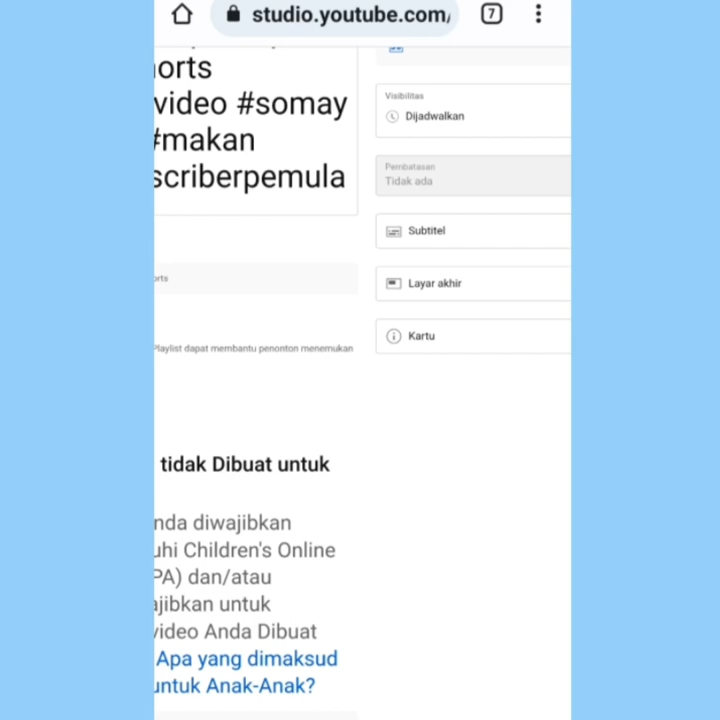 studio.youtube.com/
7
orts
video #somay
#makan
scriberpemula
orts
Playlist dapat membantu penonton menemukan
tidak Dibuat untuk
nda diwajibkan
uhi Children's Online
PA) dan/atau
ajibkan untuk
video Anda Dibuat
Apa yang dimaksud
untuk Anak-Anak?
Visibilitas
Dijadwalkan
Pembatasan
Tidak ada
Subtitel
Layar akhir
Kartu